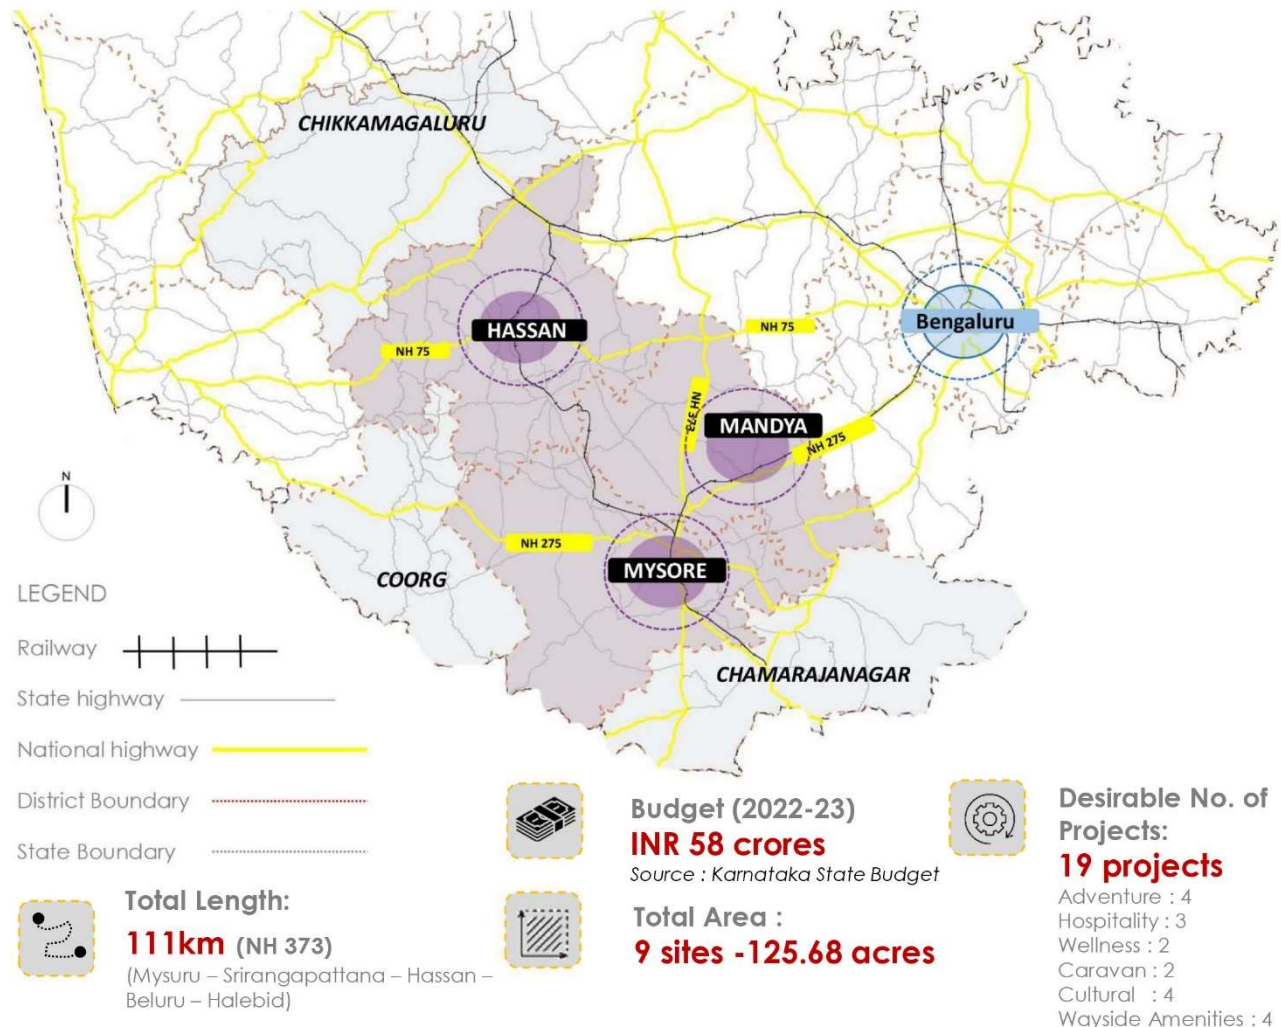 CHIKKAMAGALURU
HASSAN
NH 75
NH 75
Bengaluru
NH 373
MANDYA
NH 275
N
NH 275
MYSORE
COORG
CHAMARAJANAGAR
LEGEND
Railway
State highway
National highway
District Boundary
State Boundary
Total Length:
111km (NH 373)
(Mysuru – Srirangapattana – Hassan –
Beluru – Halebid)
Budget (2022-23)
INR 58 crores
Source : Karnataka State Budget
Total Area :
9 sites -125.68 acres
Desirable No. of
Projects:
19 projects
Adventure : 4
Hospitality : 3
Wellness : 2
Caravan : 2
Cultural : 4
Wayside Amenities : 4